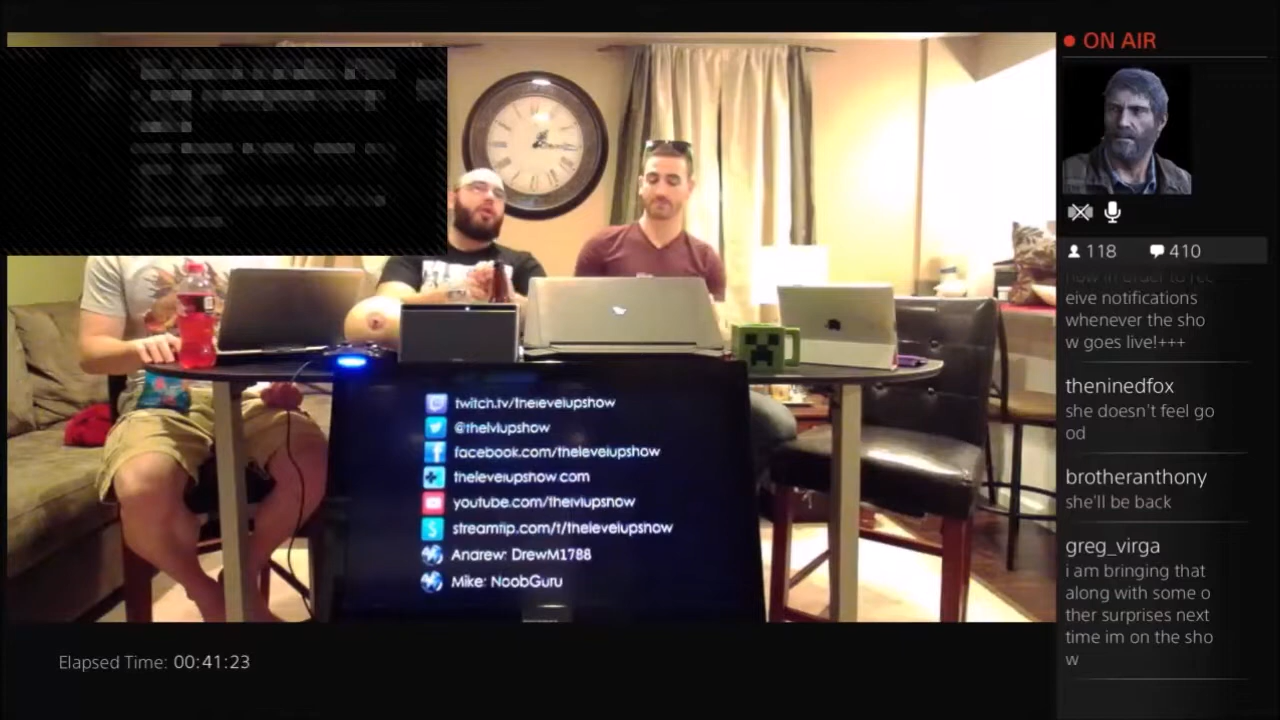 ON AIR
118 410
eive notifications
whenever the sho
w goes live!+++
theninedfox
she doesn't feel go
od
brotheranthony
she'll be back
greg_virga
i am bringing that
along with some o
ther surprises next
time im on the sho
w
twitch.tv/thelevelupshow
@thelvlupshow
facebook.com/thelevelupshow
thelevelupshow.com
youtube.com/thelvlupshow
streamtip.com/t/thelevelupshow
Andrew: DrewM1788
Mike: NoobGuru
Elapsed Time: 00:41:23